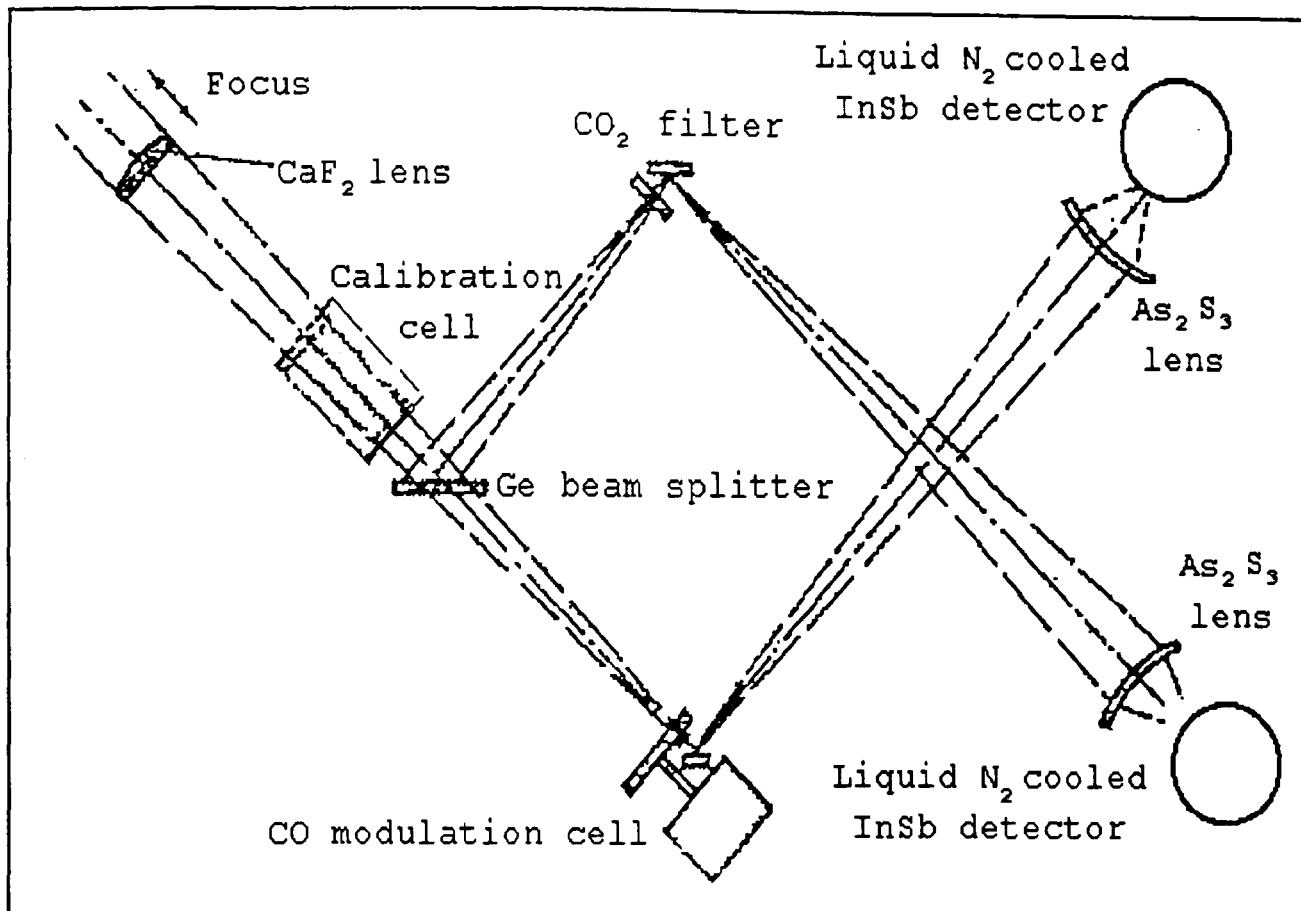 Focus
CaF₂ lens
CO₂ filter
Liquid N₂ cooled
InSb detector
Calibration
cell
As₂S₃
lens
Ge beam splitter
As₂S₃
lens
CO modulation cell
Liquid N₂ cooled
InSb detector